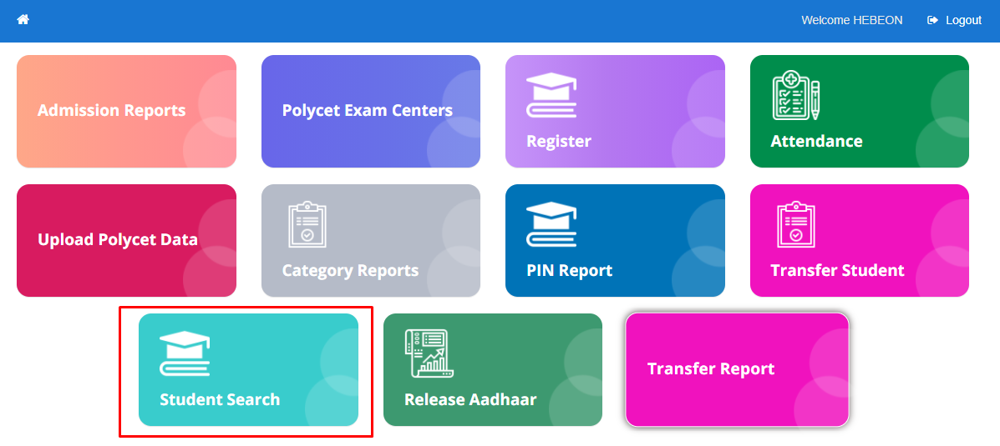 Welcome HEBEON Logout
Admission Reports
Polycet Exam Centers
Register
Attendance
Upload Polycet Data
Category Reports
PIN Report
Transfer Student
Student Search
Release Aadhaar
Transfer Report